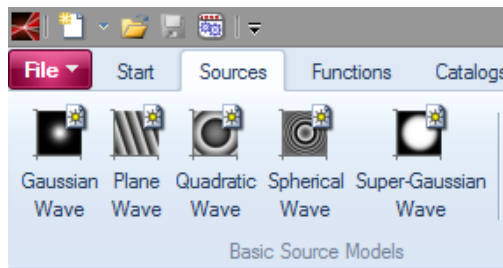 File Start Sources Functions Catalogs
Gaussian Plane Quadratic Spherical Super-Gaussian
Wave Wave Wave Wave Wave
Basic Source Models